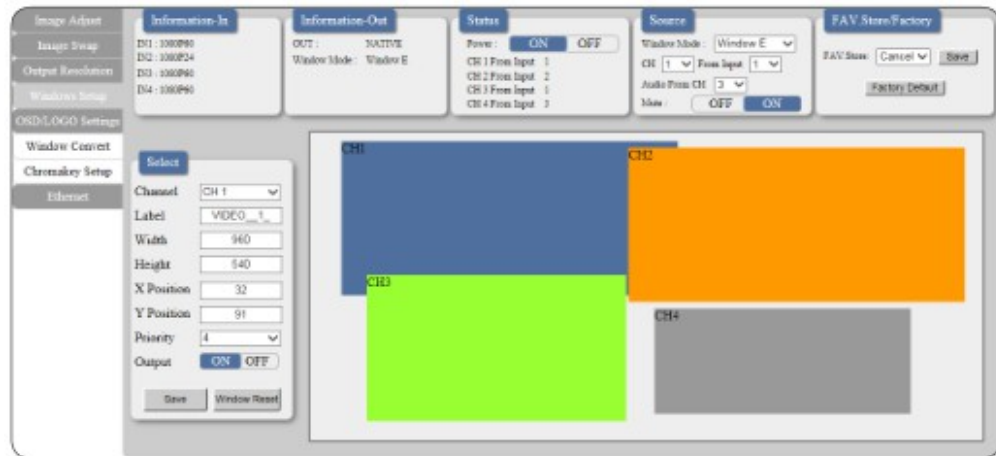 Image Adjust
Image Swap
Output Resolution
Windows Setup
OSD/LOGO Settings
Window Convert
Chromakey Setup
Ethernet
Information-In
IN1 : 1080P60
IN2 : 1080P24
IN3 : 1080P60
IN4 : 1080P60
Information-Out
OUT : NATIVE
Window Mode : Window E
Status
Power : ON OFF
CH 1 From Input 1
CH 2 From Input 2
CH 3 From Input 1
CH 4 From Input 3
Source
Window Mode : Window E
CH 1 From Input 1
Audio From CH 3
Mute : OFF ON
FAV.Store/Factory
FAV.Store: Cancel Save
Factory Default
Select
Channel CH 1
Label VIDEO__1_
Width 960
Height 540
X Position 32
Y Position 91
Priority 4
Output ON OFF
Save Window Reset
CH1
CH2
CH3
CH4